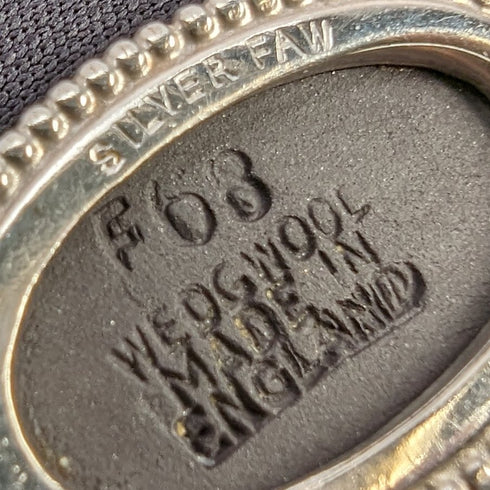 SILVER FAW
68
WEDGWOOD
MADE IN
ENGLAND